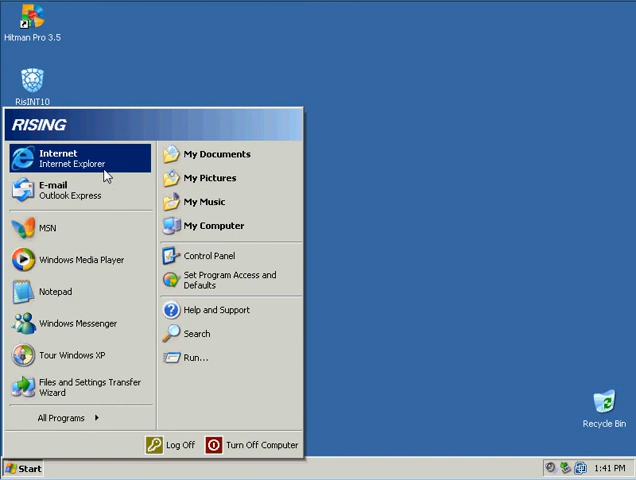 Hitman Pro 3.5
RisINT10
RISING
Internet
Internet Explorer
E-mail
Outlook Express
MSN
Windows Media Player
Notepad
Windows Messenger
Tour Windows XP
Files and Settings Transfer
Wizard
All Programs
My Documents
My Pictures
My Music
My Computer
Control Panel
Set Program Access and
Defaults
Help and Support
Search
Run...
Log Off
Turn Off Computer
Recycle Bin
Start
1:41 PM